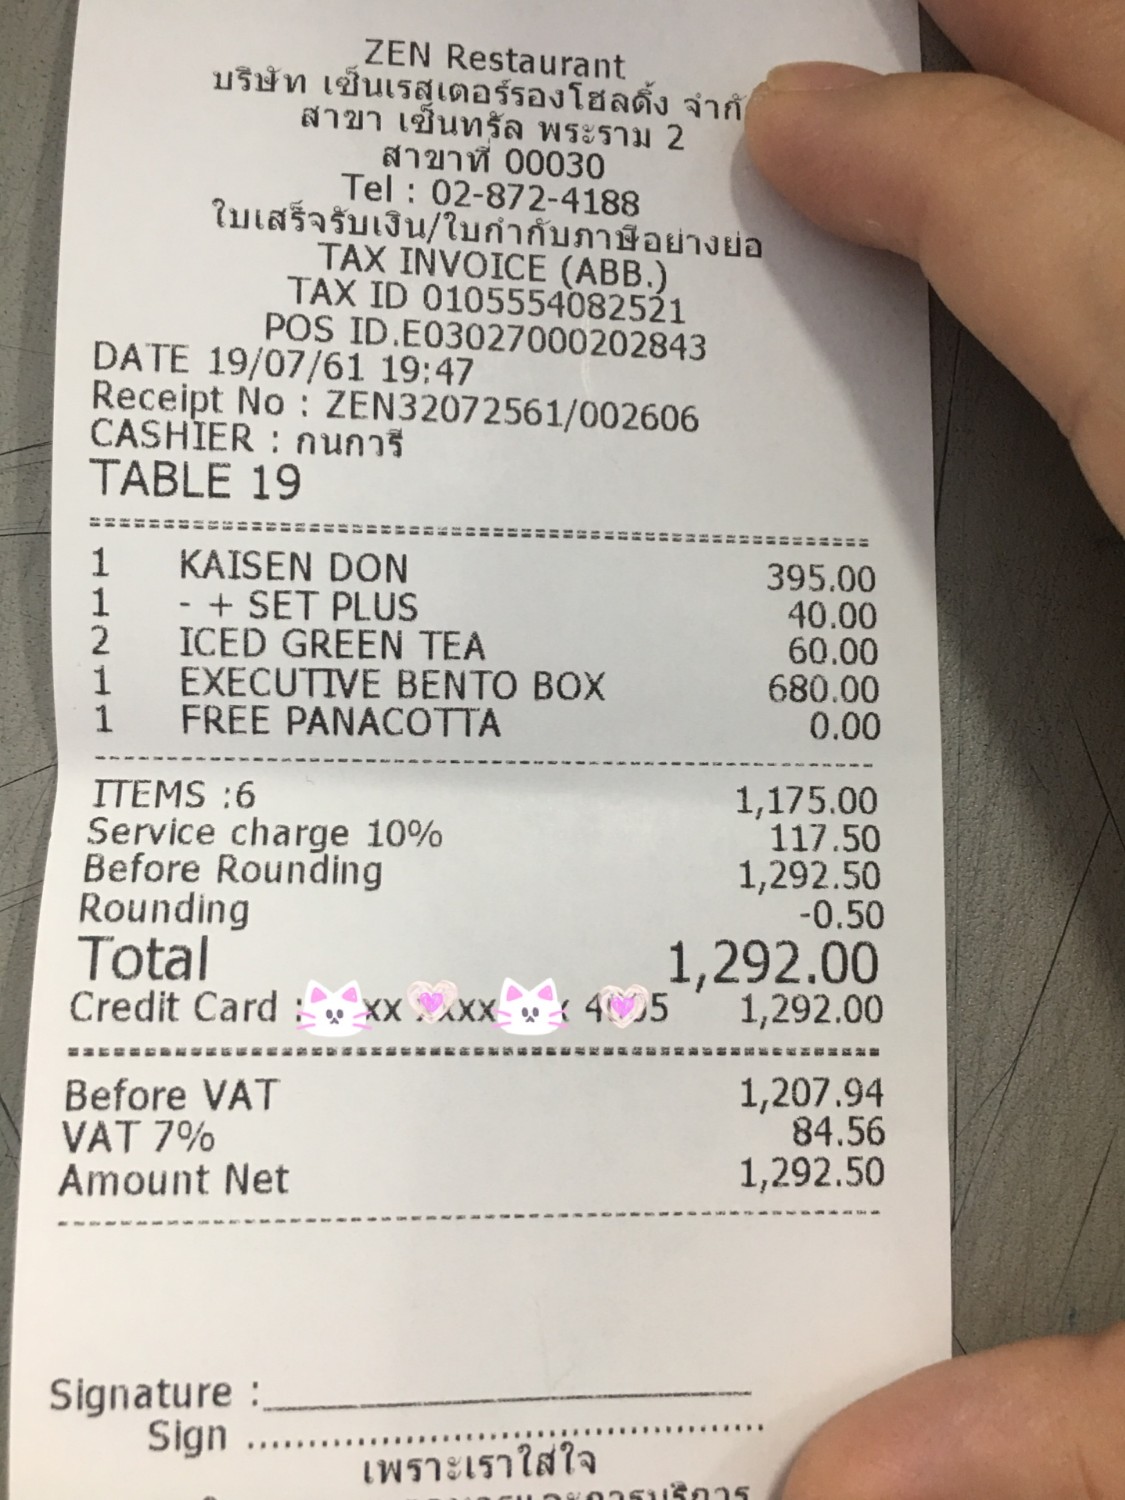 ZEN Restaurant
บริษัท เซ็นเรสเตอร์รองโฮลดิ้ง
สาขา เซ็นทรัล พระราม 2
สาขาที่ 00030
Tel : 02-872-4188
ใบเสร็จรับเงิน/ใบกำกับภาษีอย่างย่อ
TAX INVOICE (ABB.)
TAX ID 0105554082521
POS ID.E03027000202843
DATE 19/07/61 19:47
Receipt No : ZEN32072561/002606
CASHIER : กนการี
TABLE 19
1 KAISEN DON 395.00
1 - + SET PLUS 40.00
2 ICED GREEN TEA 60.00
1 EXECUTIVE BENTO BOX 680.00
1 FREE PANACOTTA 0.00
ITEMS :6 1,175.00
Service charge 10% 117.50
Before Rounding 1,292.50
Rounding -0.50
Total 1,292.00
Credit Card : 1,292.00
Before VAT 1,207.94
VAT 7% 84.56
Amount Net 1,292.50
Signature :
Sign
เพราะเราใส่ใจ